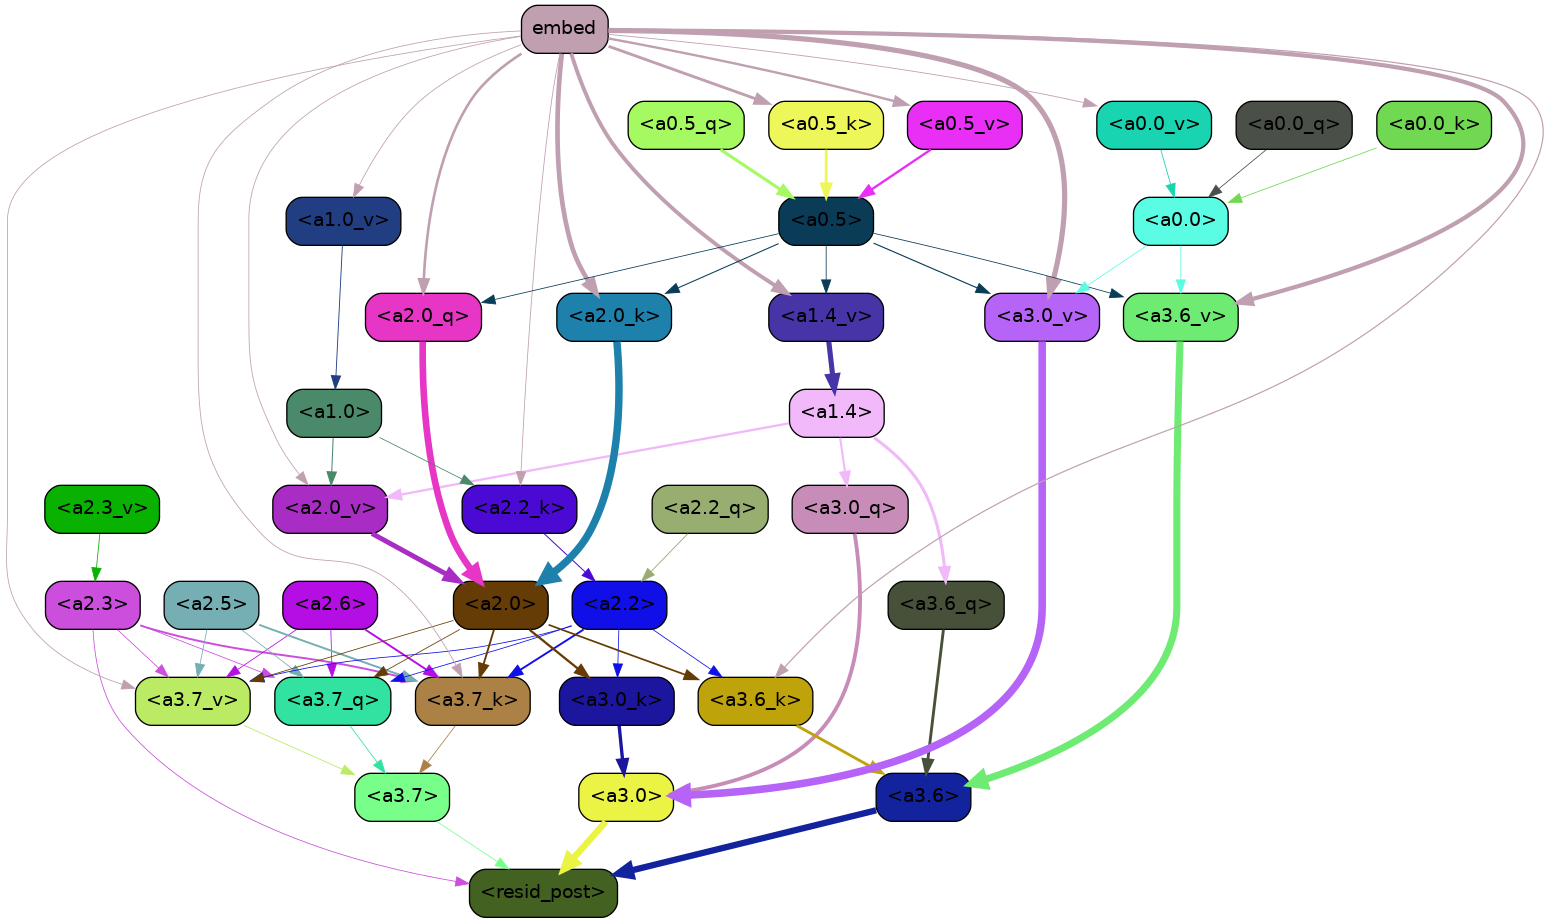 embed
<a0.5_q> <a0.5_k> <a0.5_v> <a0.0_v> <a0.0_q> <a0.0_k>
<a1.0_v> <a0.5> <a0.0>
<a2.0_q> <a2.0_k> <a1.4_v> <a3.0_v> <a3.6_v>
<a1.0> <a1.4>
<a2.3_v> <a2.0_v> <a2.2_k> <a2.2_q> <a3.0_q>
<a2.3> <a2.5> <a2.6> <a2.0> <a2.2> <a3.6_q>
<a3.7_v> <a3.7_q> <a3.7_k> <a3.0_k> <a3.6_k>
<a3.7> <a3.0> <a3.6>
<resid_post>